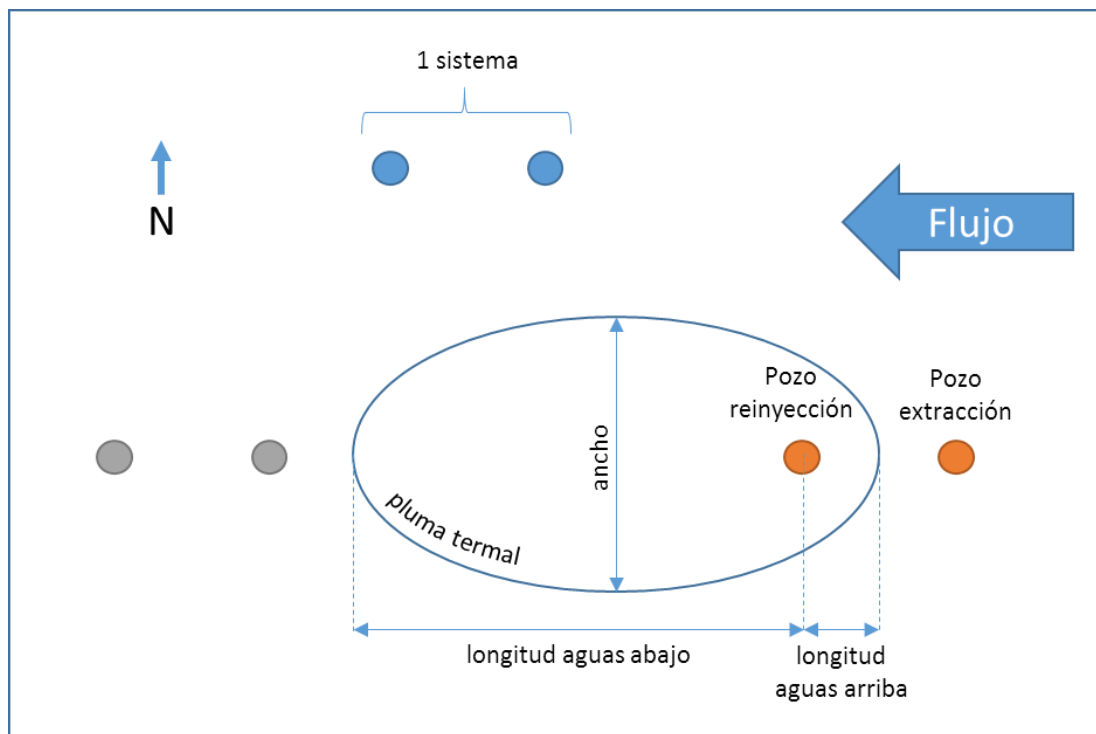 1 sistema
N
Flujo
Pozo
reinyección
Pozo
extracción
ancho
pluma termal
longitud aguas abajo
longitud
aguas arriba